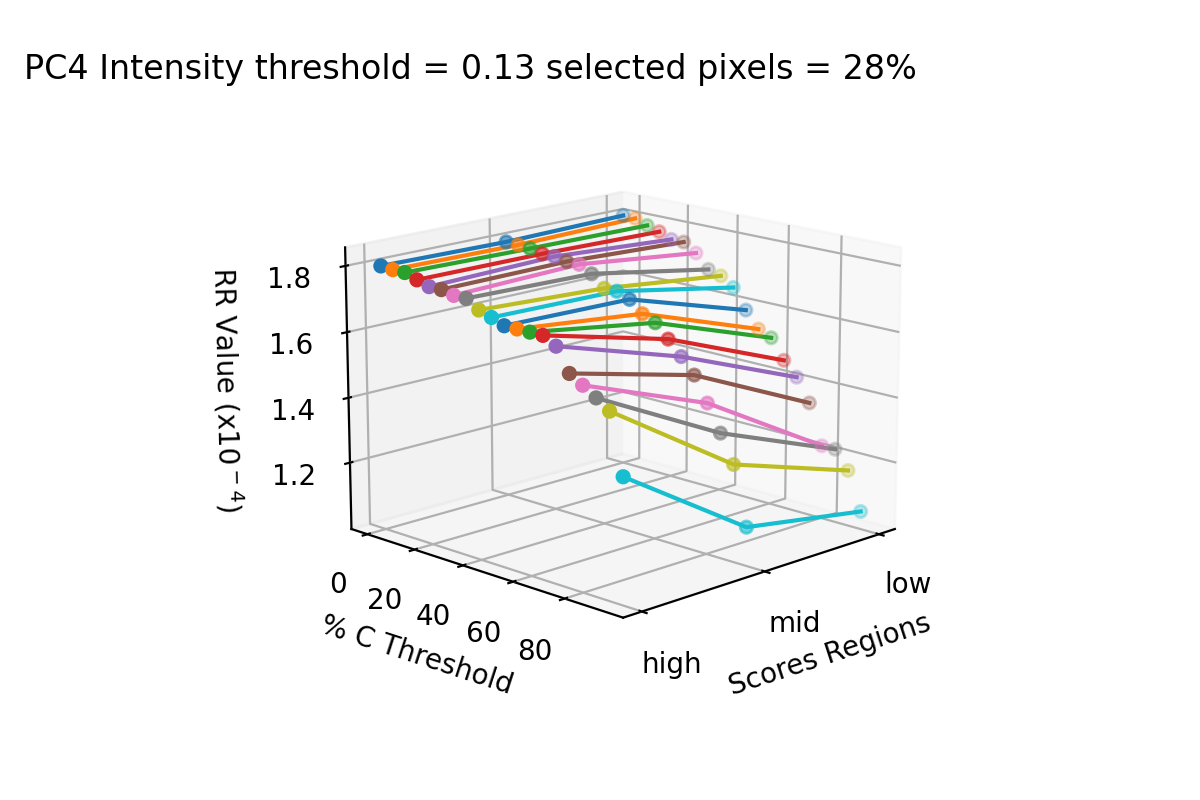 PC4 Intensity threshold = 0.13 selected pixels = 28%
RR Value (x10⁻⁴)
1.8
1.6
1.4
1.2
0
20
40
60
80
% C Threshold
high
mid
low
Scores Regions